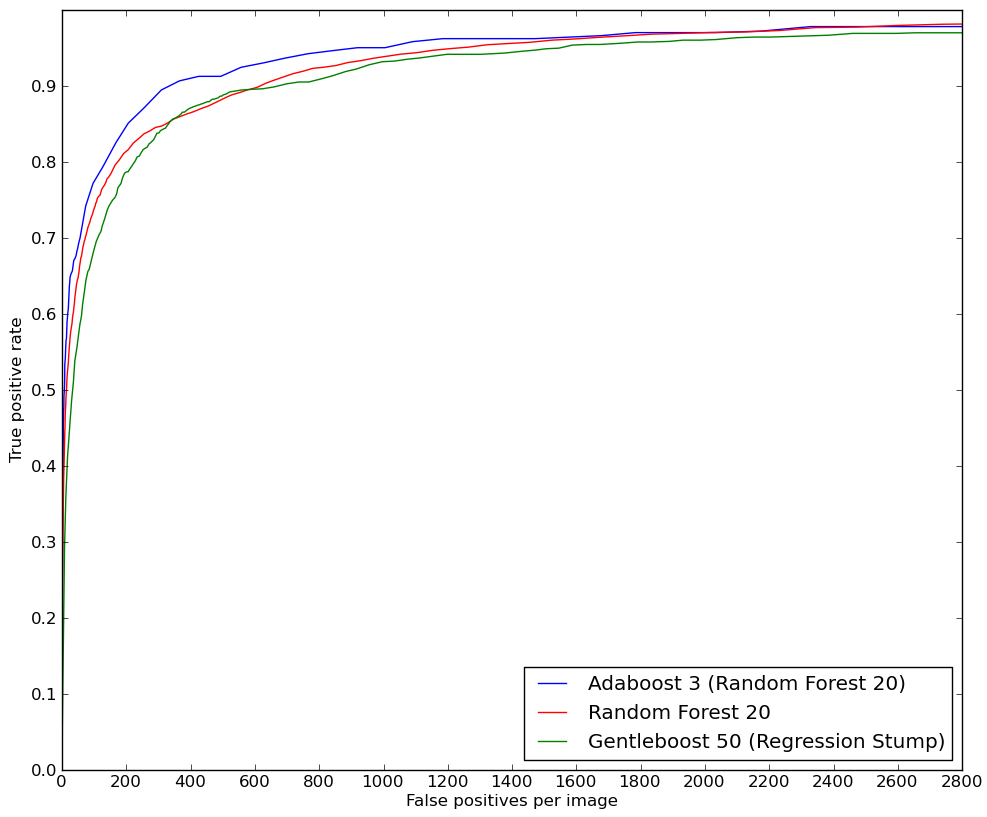 True positive rate
0.9
0.8
0.7
0.6
0.5
0.4
0.3
0.2
0.1
0.0
Adaboost 3 (Random Forest 20)
Random Forest 20
Gentleboost 50 (Regression Stump)
0 200 400 600 800 1000 1200 1400 1600 1800 2000 2200 2400 2600 2800
False positives per image